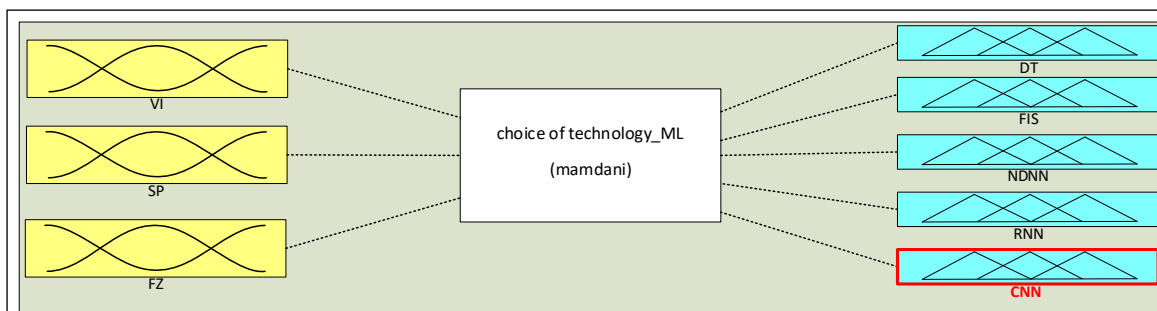 VI
SP
FZ
choice of technology_ML
(mamdani)
DT
FIS
NDNN
RNN
CNN